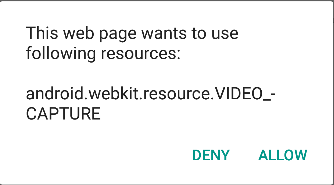 This web page wants to use
following resources:
android.webkit.resource.VIDEO_-
CAPTURE
DENY ALLOW